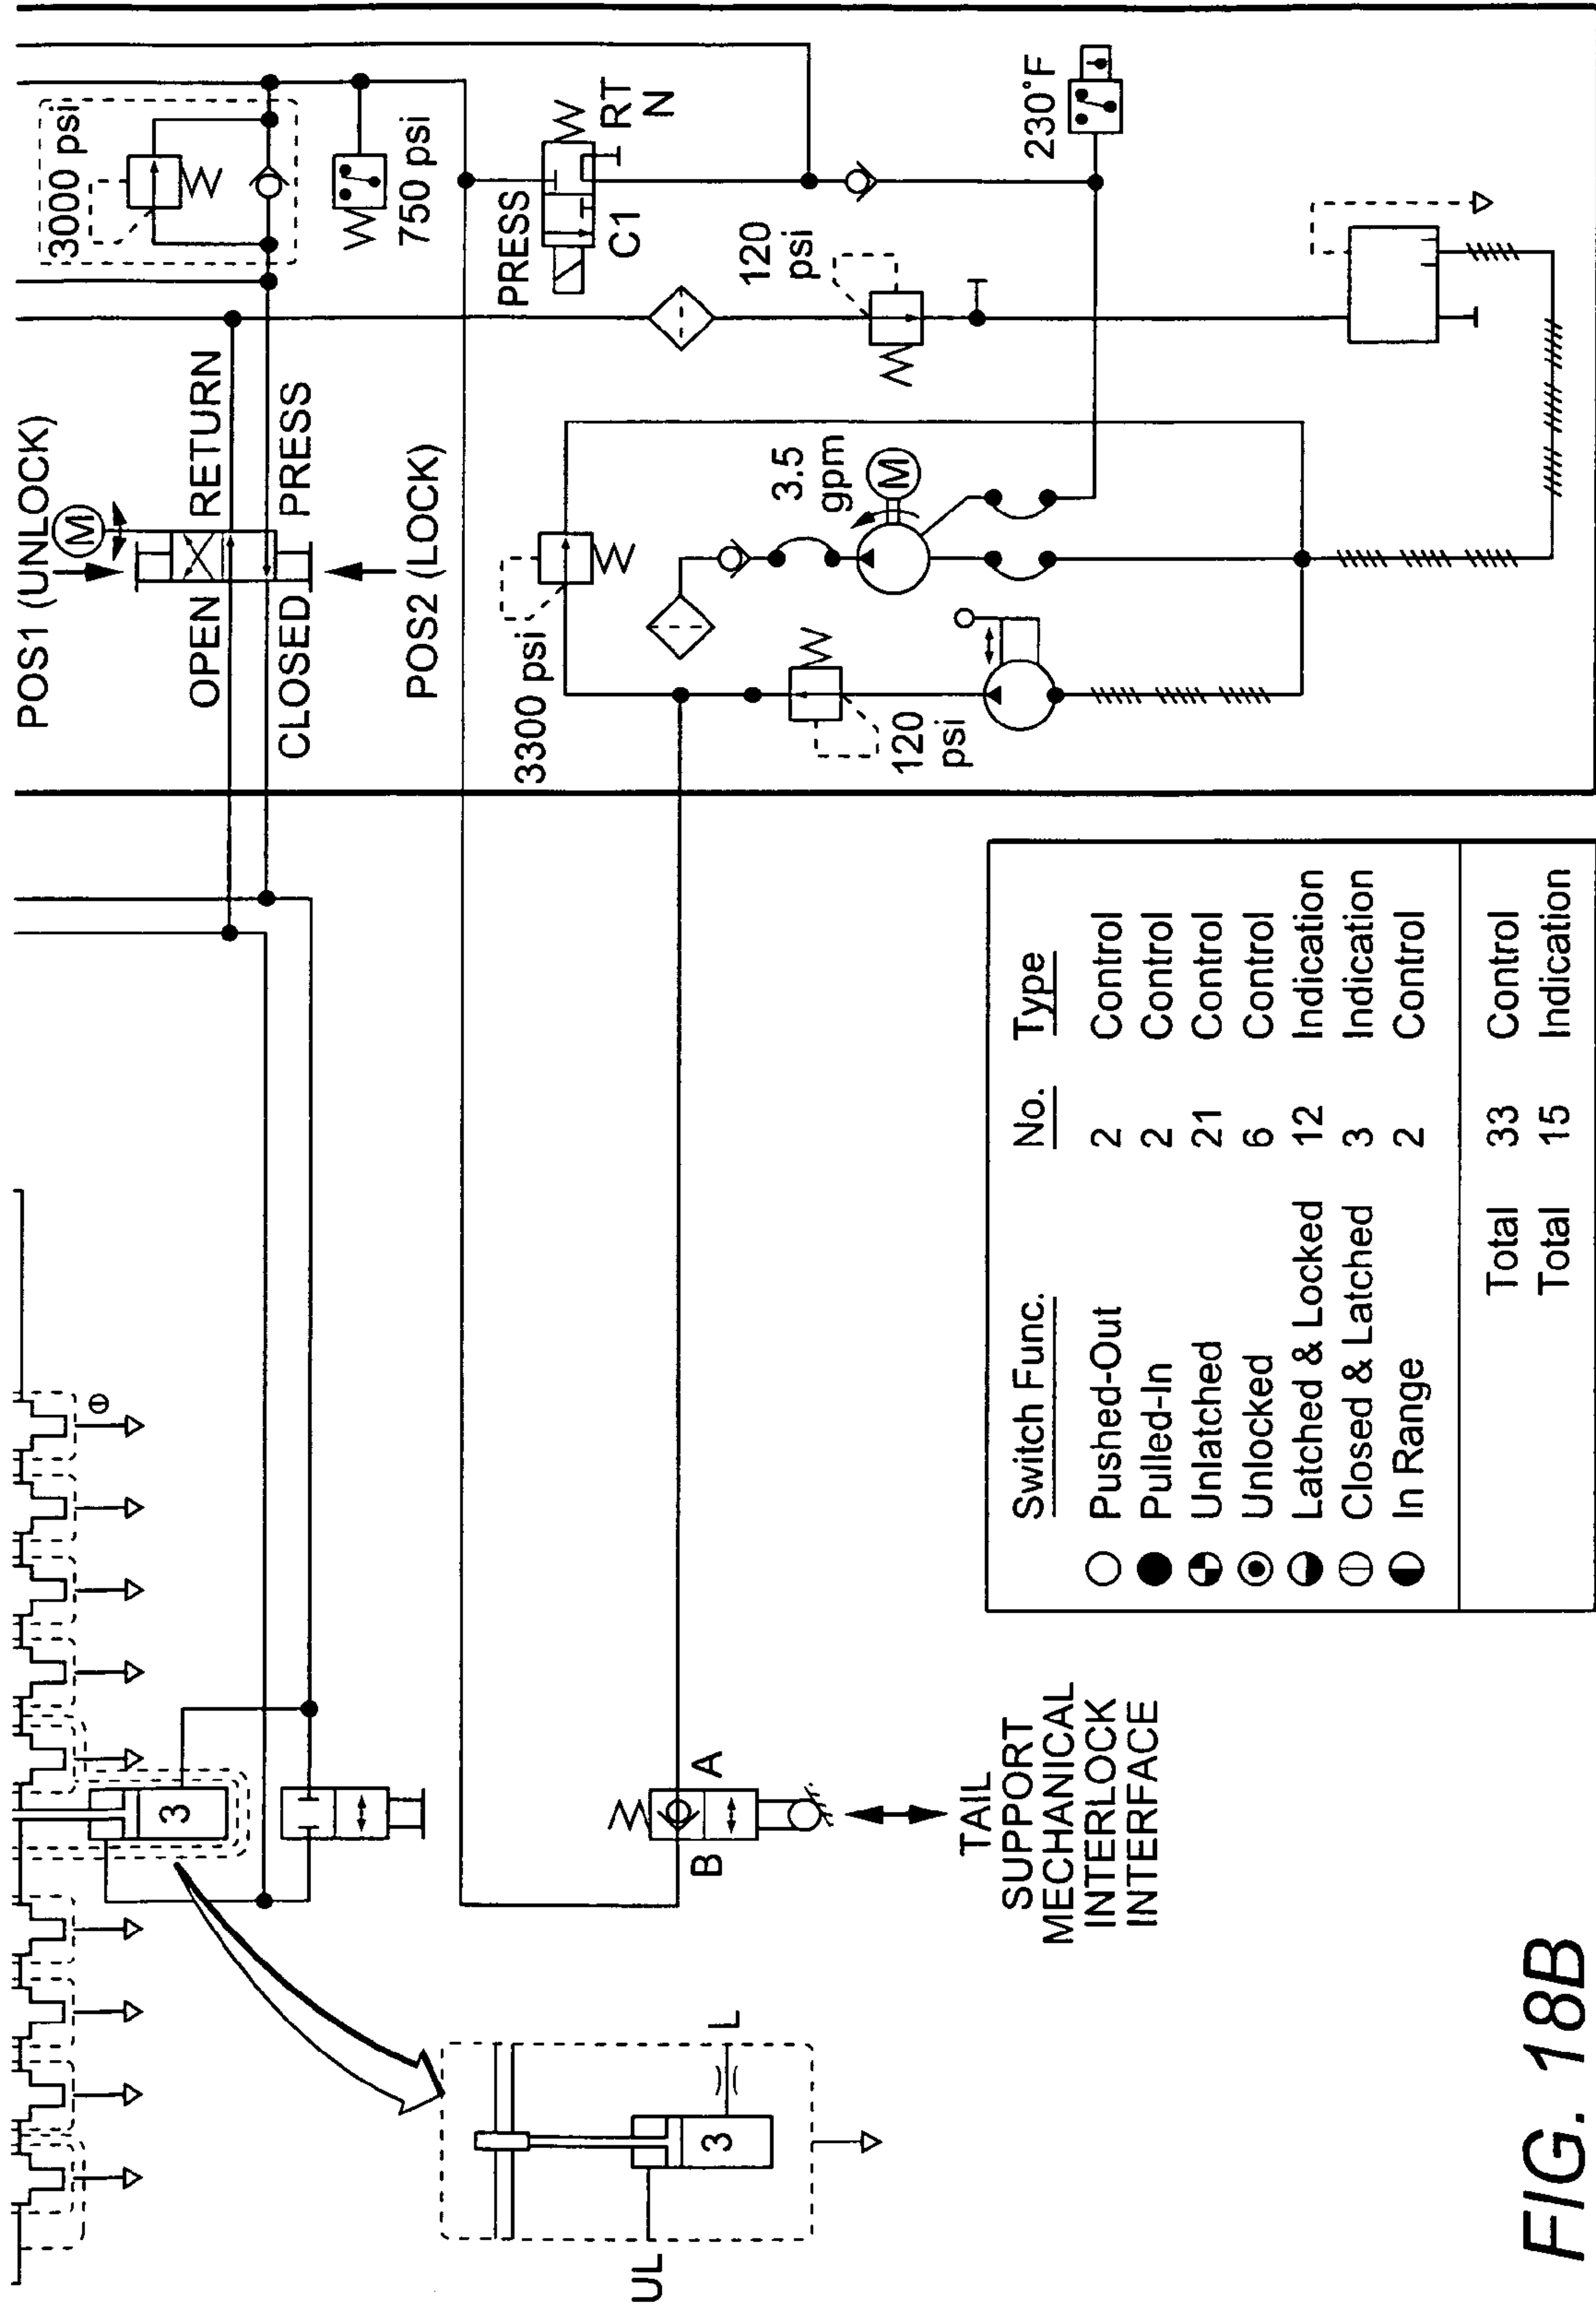 POS1 (UNLOCK)
M
OPEN
RETURN
CLOSED
PRESS
POS2 (LOCK)
3000 psi
750 psi
PRESS
C1
RT
N
120
psi
230°F
3300 psi
3.5
gpm
M
120
psi
3
B
A
TAIL
SUPPORT
MECHANICAL
INTERLOCK
INTERFACE
UL
3
L
Switch Func. No. Type
Pushed-Out 2 Control
Pulled-In 2 Control
Unlatched 21 Control
Unlocked 6 Control
Latched & Locked 12 Indication
Closed & Latched 3 Indication
In Range 2 Control
Total 33 Control
Total 15 Indication
FIG. 18B